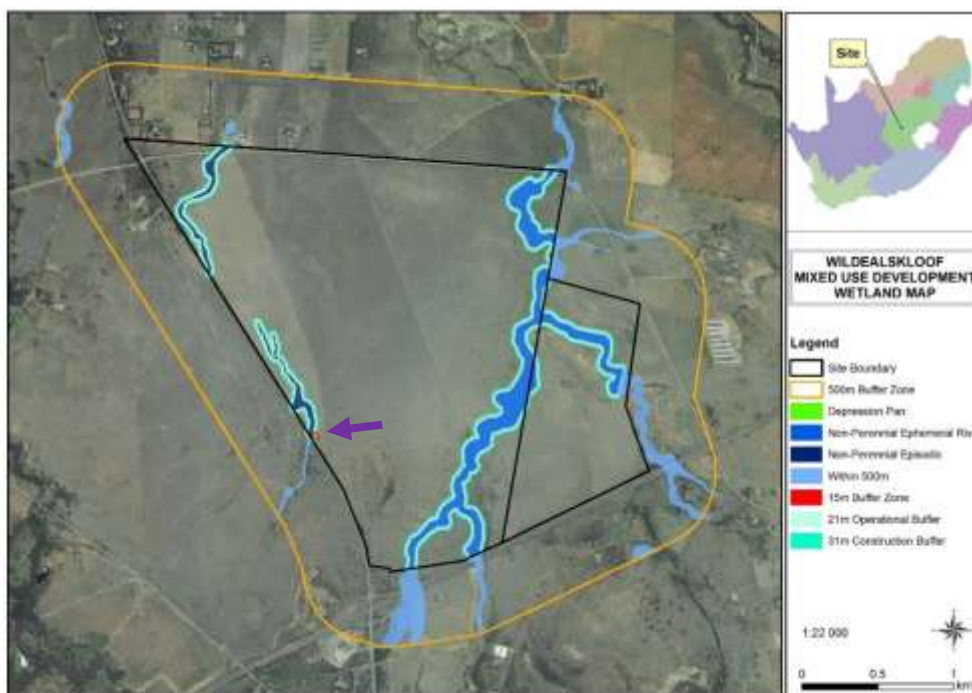 Site
WILDEALSKLOOF
MIXED USE DEVELOPMENT
WETLAND MAP
Legend
Site Boundary
500m Buffer Zone
Depression Pan
Non-Perennial Ephemeral Riv
Non-Perennial Episodic
Within 500m
15m Buffer Zone
21m Operational Buffer
31m Construction Buffer
1:22 000
0 0.5 1
km